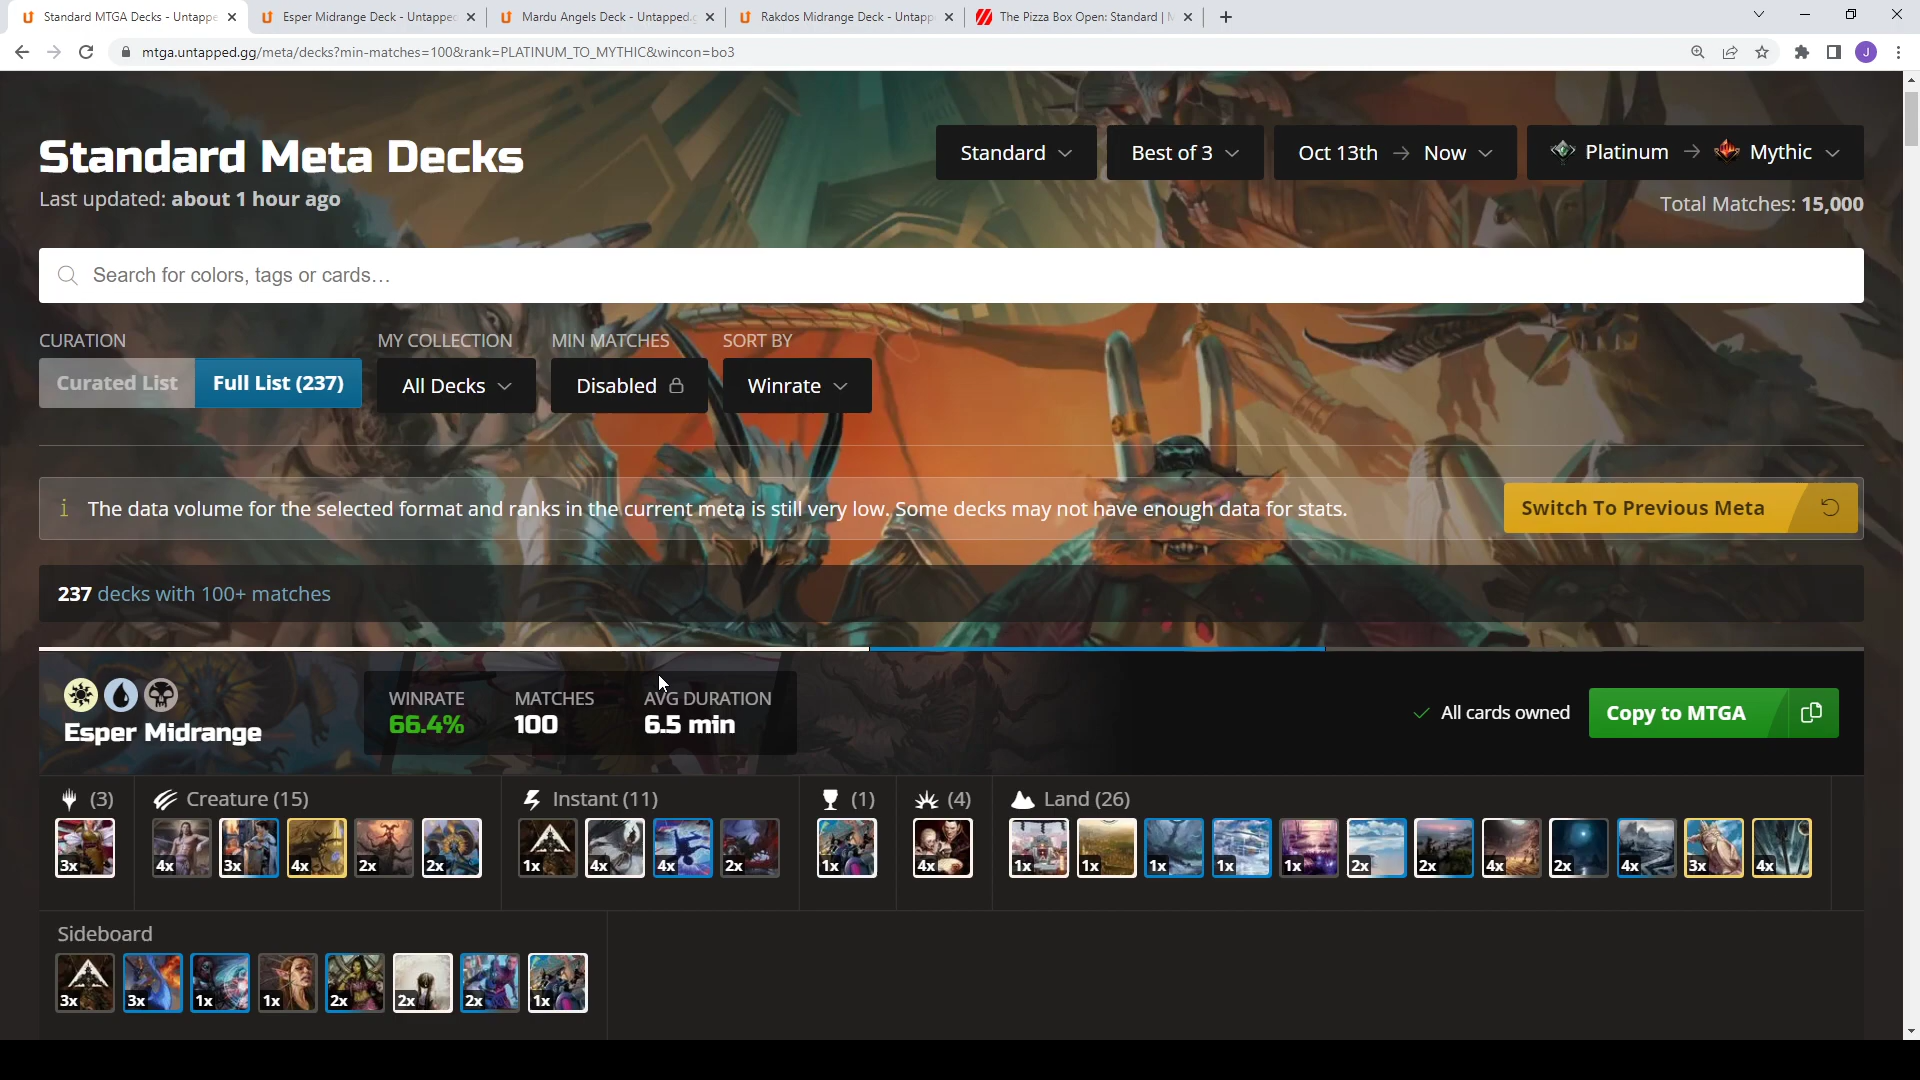 Standard MTGA Decks - Untappe
Esper Midrange Deck - Untapped
Mardu Angels Deck - Untapped.g
Rakdos Midrange Deck - Untapp
The Pizza Box Open: Standard | M
mtga.untapped.gg/meta/decks?min-matches=100&rank=PLATINUM_TO_MYTHIC&wincon=bo3
J
Standard Meta Decks
Last updated: about 1 hour ago
Standard
Best of 3
Oct 13th → Now
Platinum → Mythic
Total Matches: 15,000
Search for colors, tags or cards...
CURATION
MY COLLECTION
MIN MATCHES
SORT BY
Curated List
Full List (237)
All Decks
Disabled
Winrate
The data volume for the selected format and ranks in the current meta is still very low. Some decks may not have enough data for stats.
Switch To Previous Meta
237 decks with 100+ matches
Esper Midrange
WINRATE
66.4%
MATCHES
100
AVG DURATION
6.5 min
All cards owned
Copy to MTGA
(3)
Creature (15)
Instant (11)
(1)
(4)
Land (26)
3x
4x 3x 4x 2x 2x
1x 4x 4x 2x
1x
4x
1x 1x 1x 1x 1x 2x 2x 4x 2x 4x 3x 4x
Sideboard
3x 3x 1x 1x 2x 2x 2x 1x